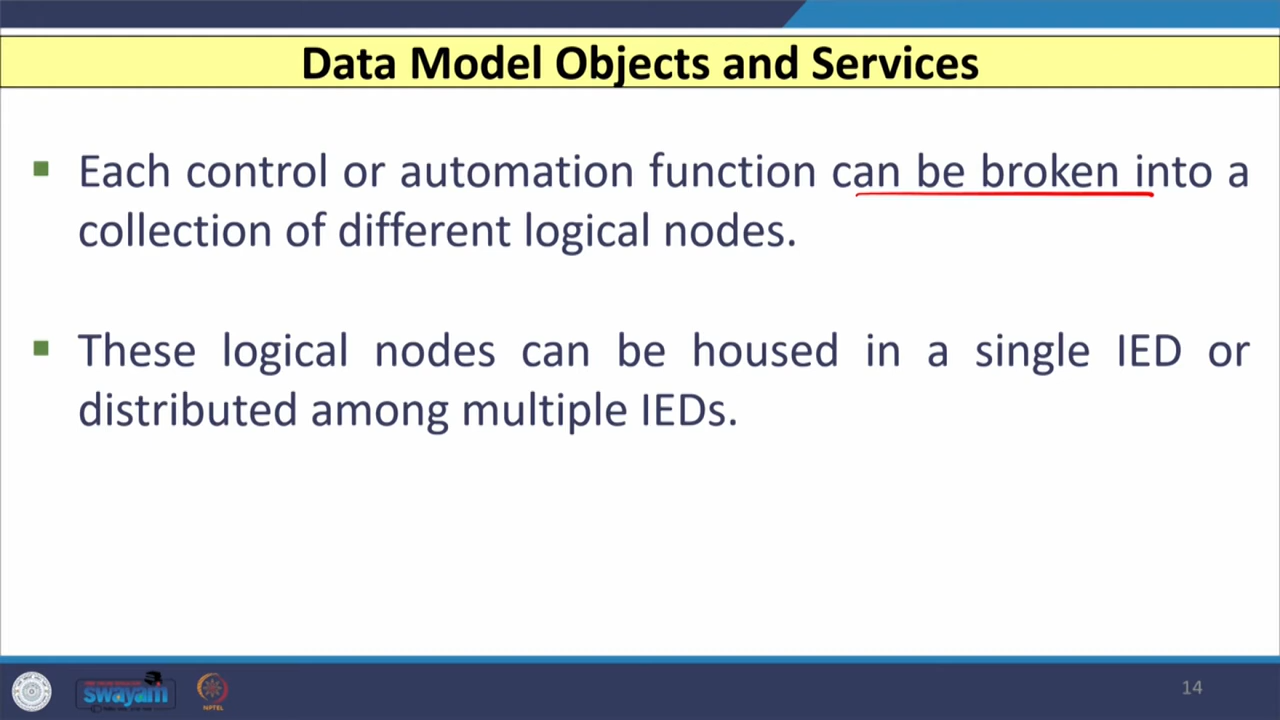 Data Model Objects and Services
▪ Each control or automation function can be broken into a
collection of different logical nodes.
▪ These logical nodes can be housed in a single IED or
distributed among multiple IEDs.
swayam
NPTEL
14